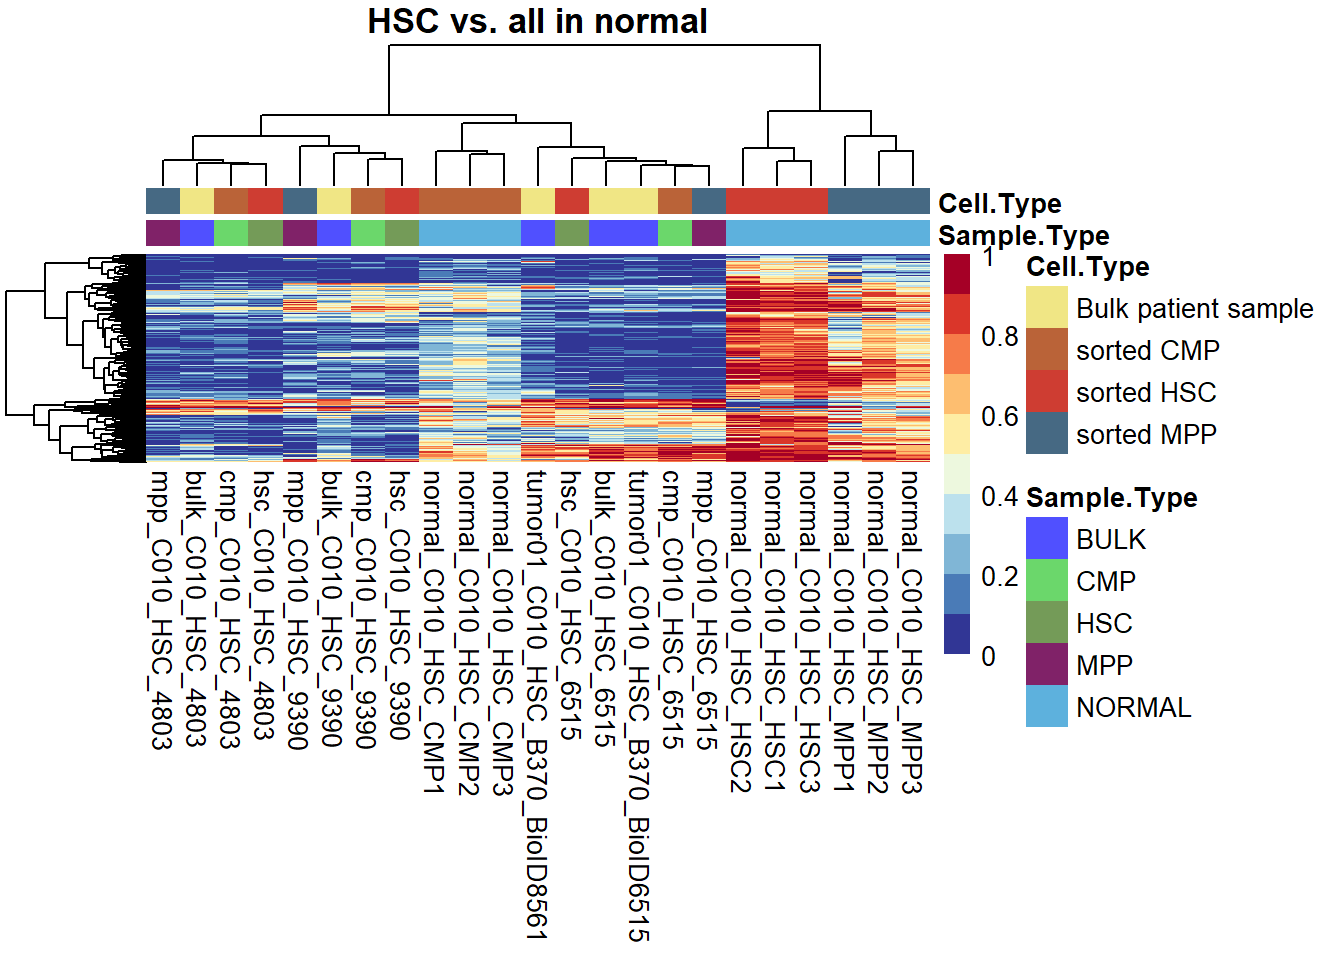 HSC vs. all in normal
Cell.Type
Sample.Type
1
0.8
0.6
0.4
0.2
0
Cell.Type
Bulk patient sample
sorted CMP
sorted HSC
sorted MPP
Sample.Type
BULK
CMP
HSC
MPP
NORMAL
mpp_C010_HSC_4803
bulk_C010_HSC_4803
cmp_C010_HSC_4803
hsc_C010_HSC_4803
mpp_C010_HSC_9390
bulk_C010_HSC_9390
cmp_C010_HSC_9390
hsc_C010_HSC_9390
normal_C010_HSC_CMP1
normal_C010_HSC_CMP2
normal_C010_HSC_CMP3
tumor01_C010_HSC_B370_BioID8561
hsc_C010_HSC_6515
bulk_C010_HSC_6515
tumor01_C010_HSC_B370_BioID6515
cmp_C010_HSC_6515
mpp_C010_HSC_6515
normal_C010_HSC_HSC2
normal_C010_HSC_HSC1
normal_C010_HSC_HSC3
normal_C010_HSC_MPP1
normal_C010_HSC_MPP2
normal_C010_HSC_MPP3